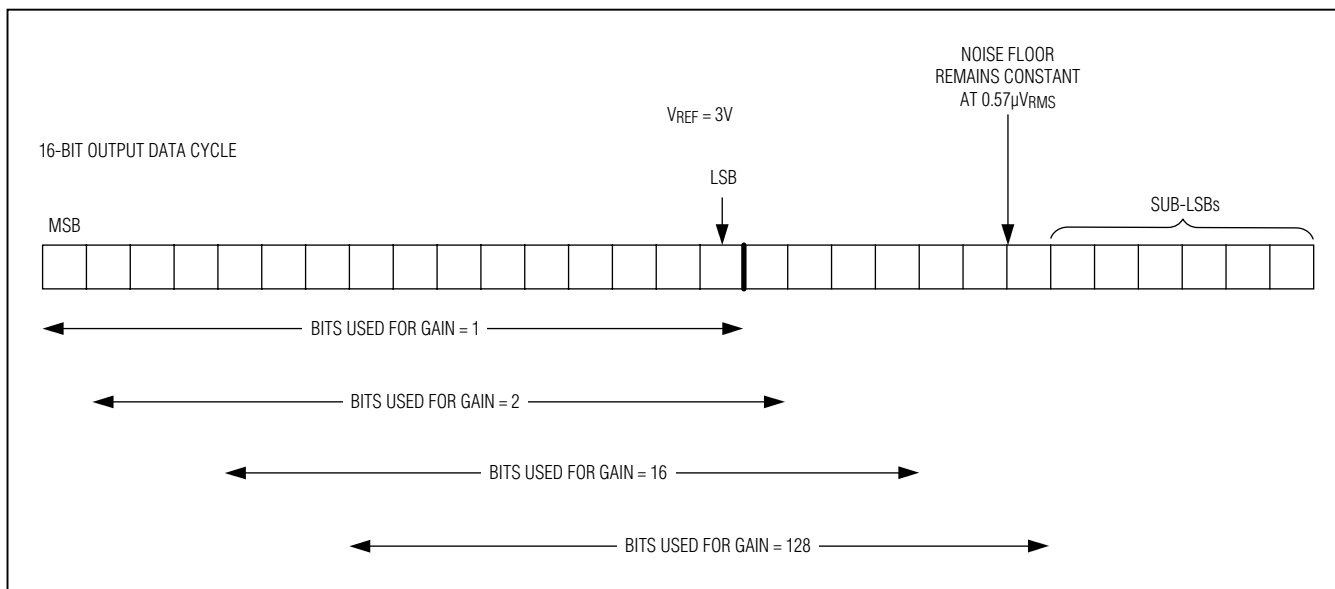 NOISE FLOOR
REMAINS CONSTANT
AT 0.57µVRMS
VREF = 3V
16-BIT OUTPUT DATA CYCLE
LSB
MSB
SUB-LSBs
BITS USED FOR GAIN = 1
BITS USED FOR GAIN = 2
BITS USED FOR GAIN = 16
BITS USED FOR GAIN = 128